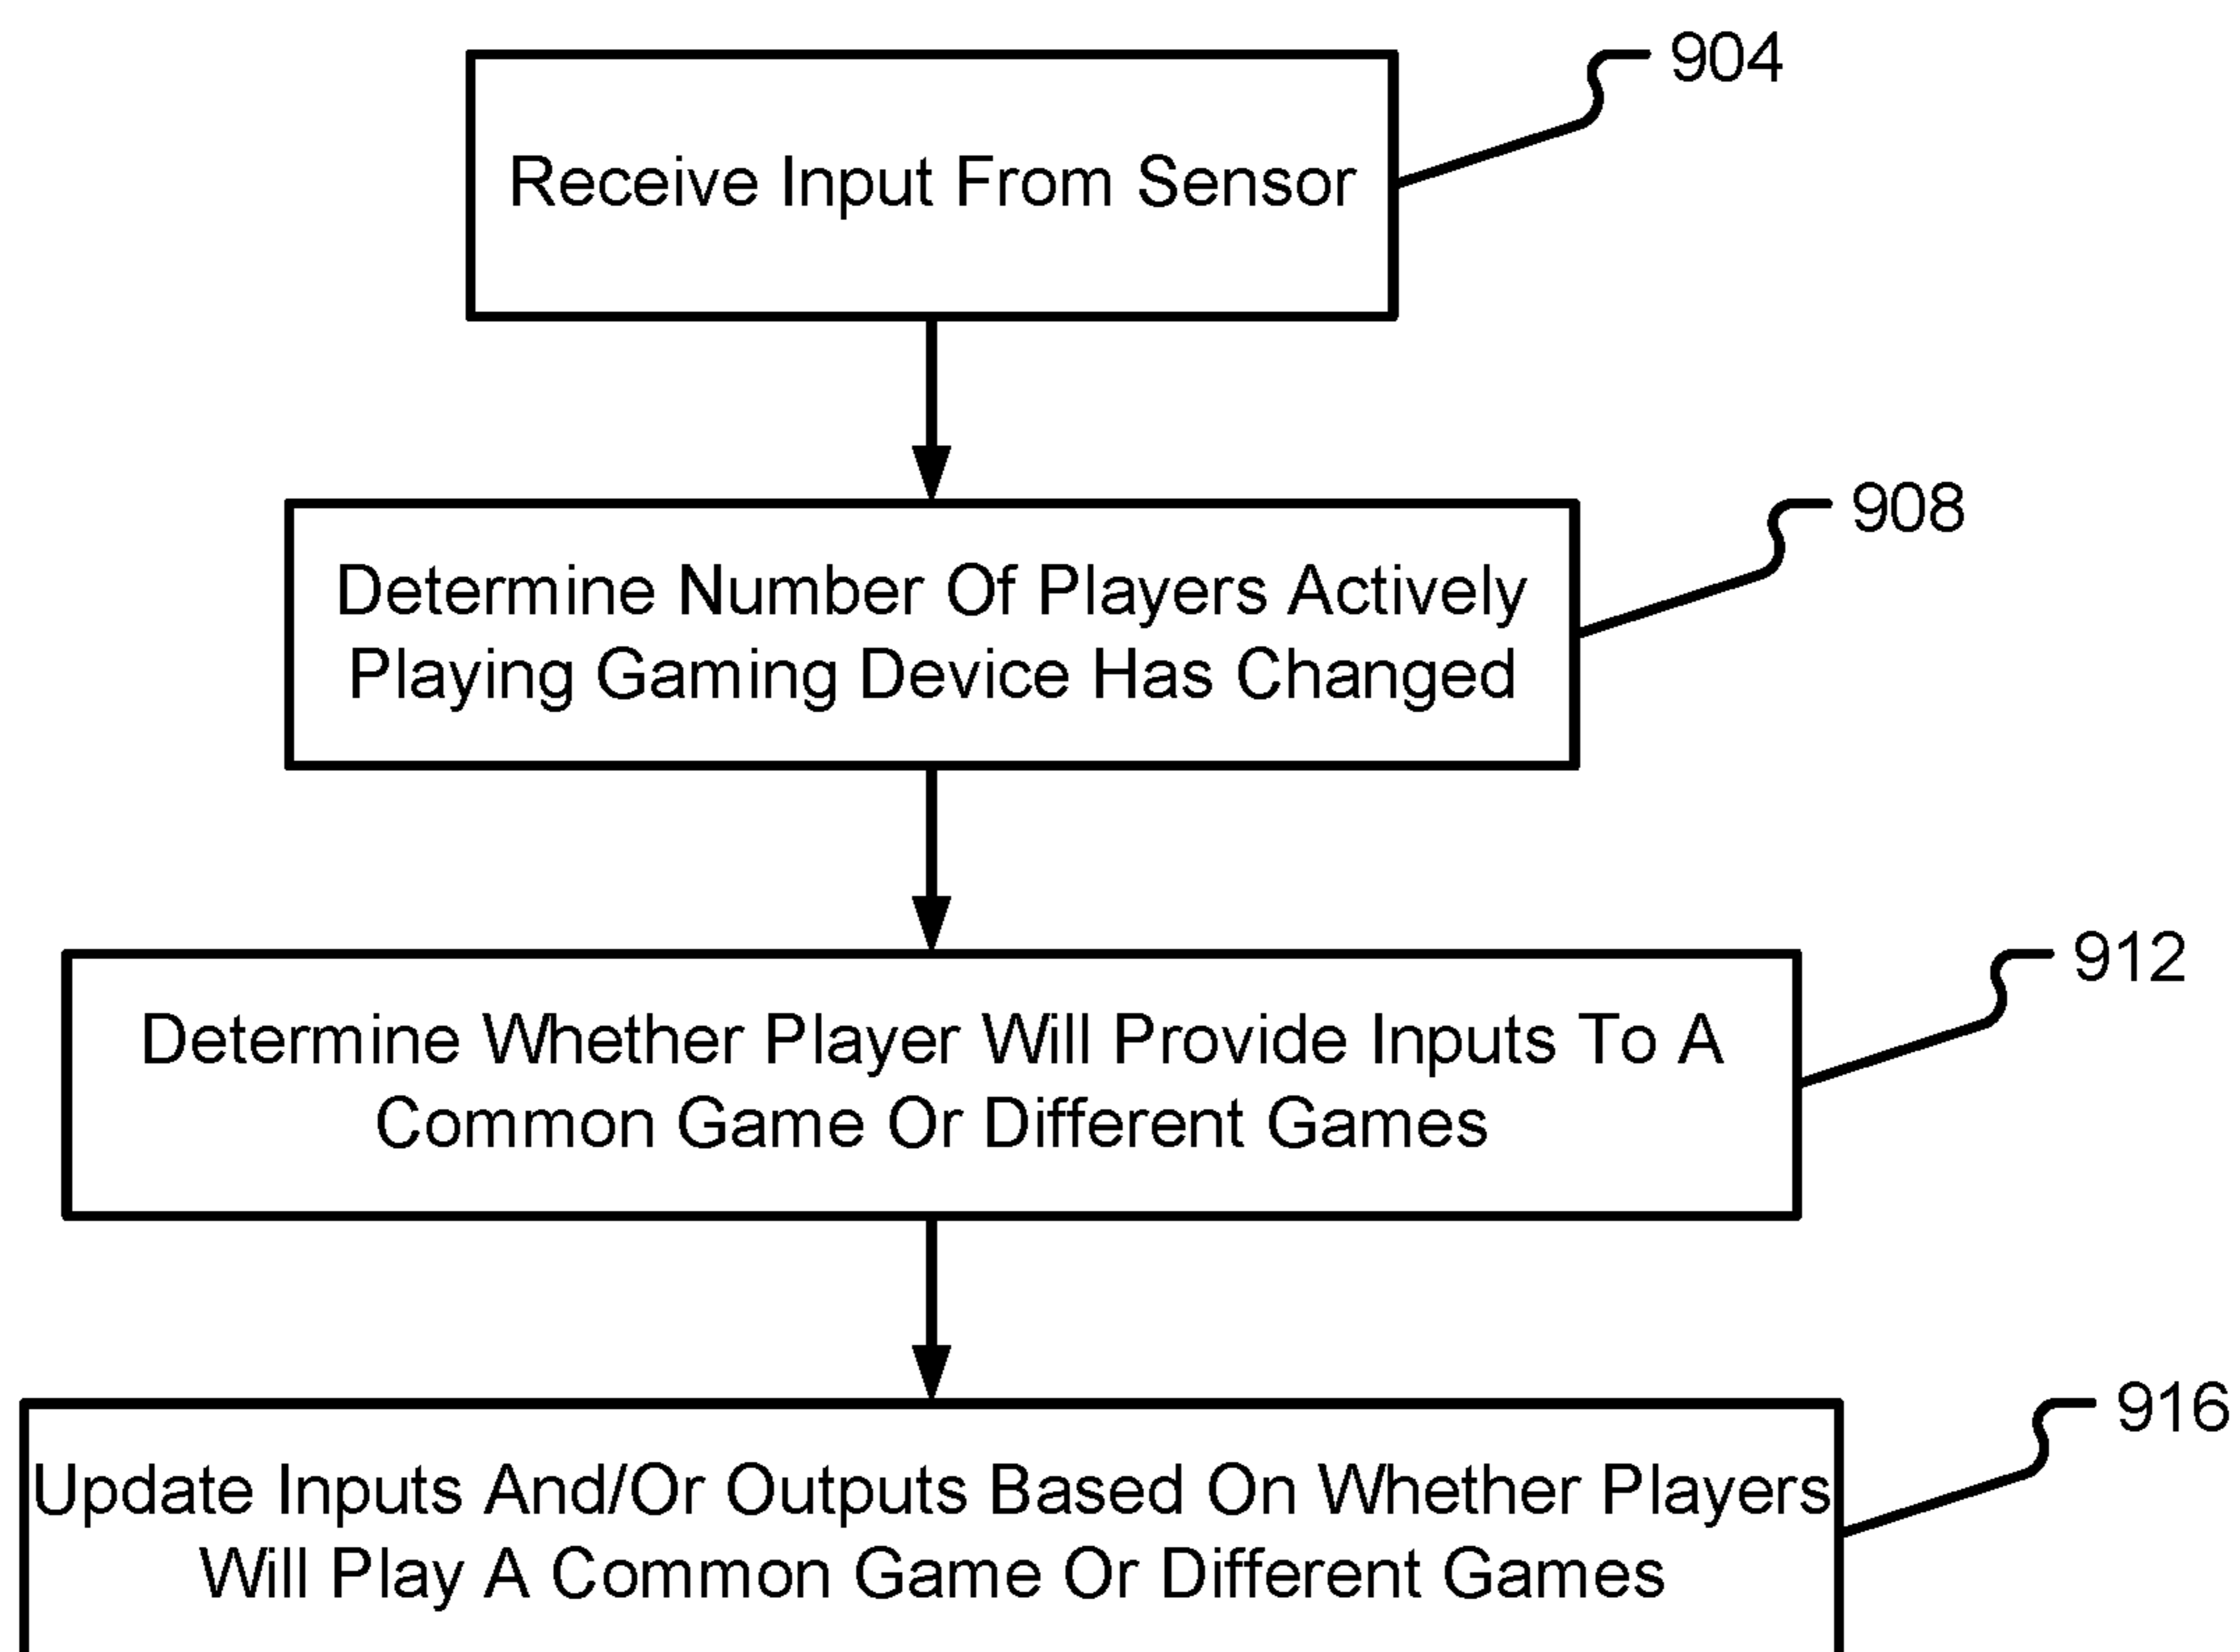 904
Receive Input From Sensor
908
Determine Number Of Players Actively
Playing Gaming Device Has Changed
912
Determine Whether Player Will Provide Inputs To A
Common Game Or Different Games
916
Update Inputs And/Or Outputs Based On Whether Players
Will Play A Common Game Or Different Games